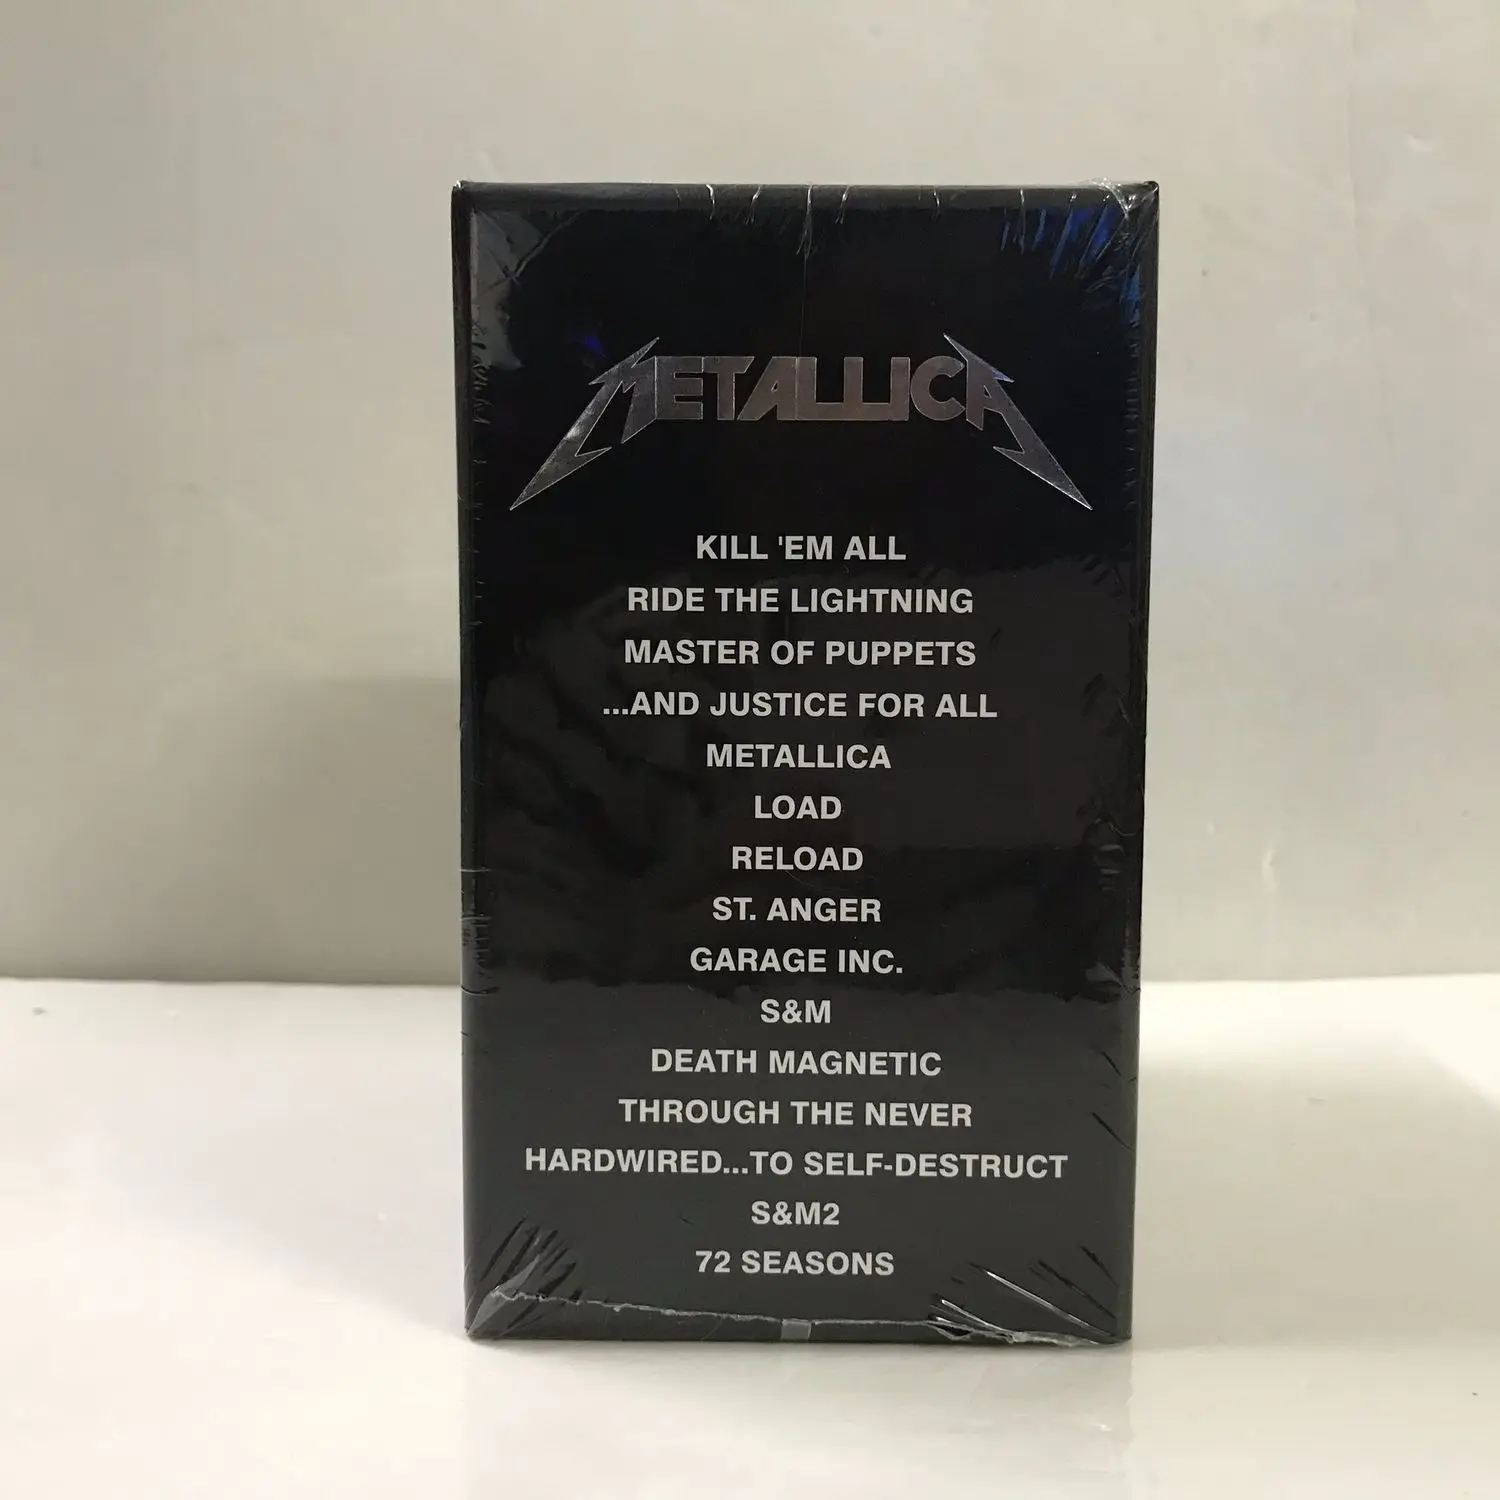 METALLICA
KILL 'EM ALL
RIDE THE LIGHTNING
MASTER OF PUPPETS
...AND JUSTICE FOR ALL
METALLICA
LOAD
RELOAD
ST. ANGER
GARAGE INC.
S&M
DEATH MAGNETIC
THROUGH THE NEVER
HARDWIRED...TO SELF-DESTRUCT
S&M2
72 SEASONS